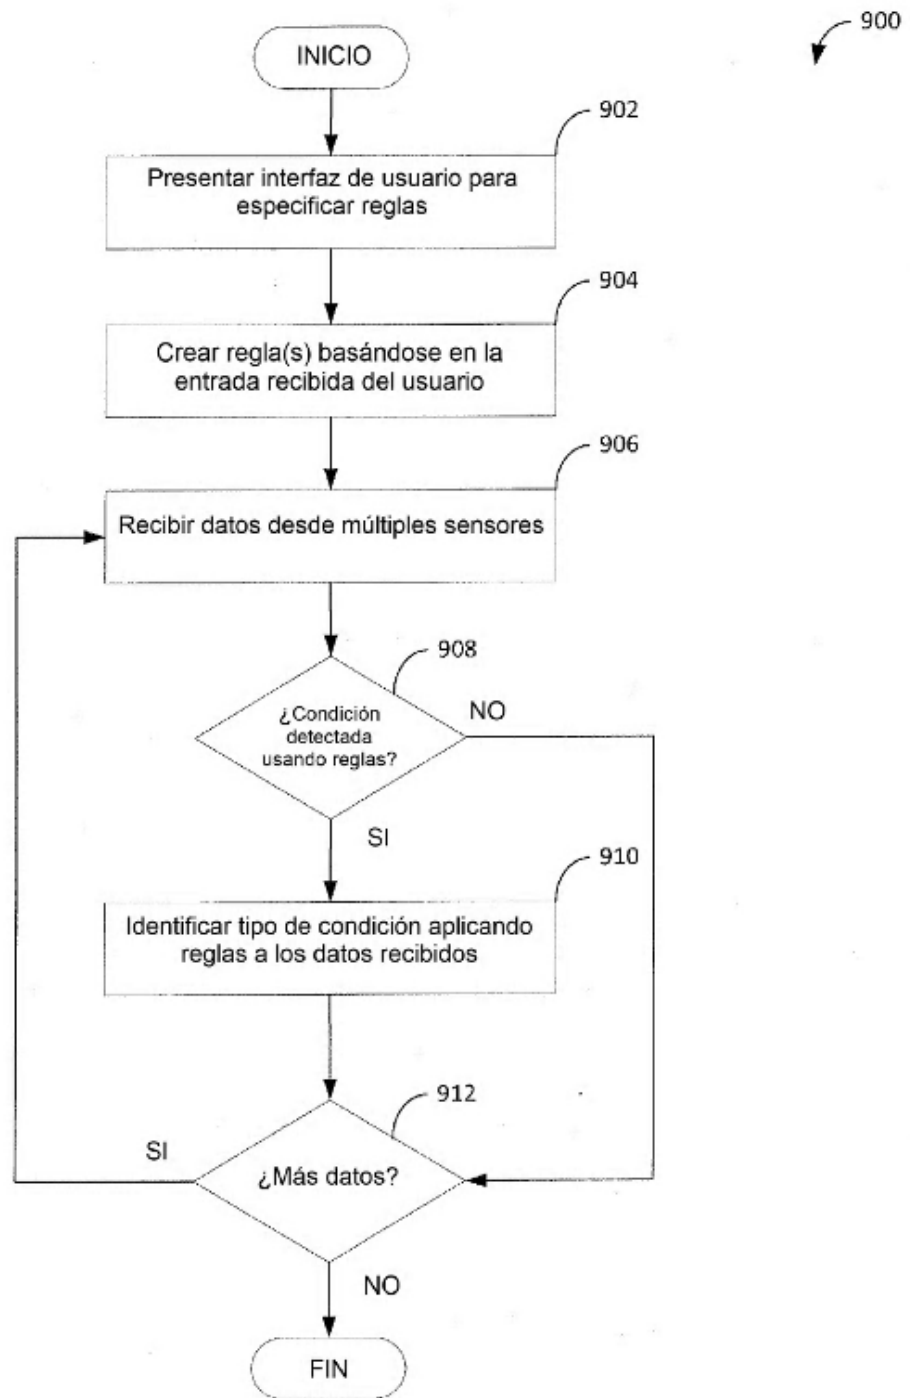 900
INICIO
902
Presentar interfaz de usuario para
especificar reglas
904
Crear regla(s) basándose en la
entrada recibida del usuario
906
Recibir datos desde múltiples sensores
908
¿Condición
detectada
usando reglas?
NO
SI
910
Identificar tipo de condición aplicando
reglas a los datos recibidos
912
SI
¿Más datos?
NO
FIN